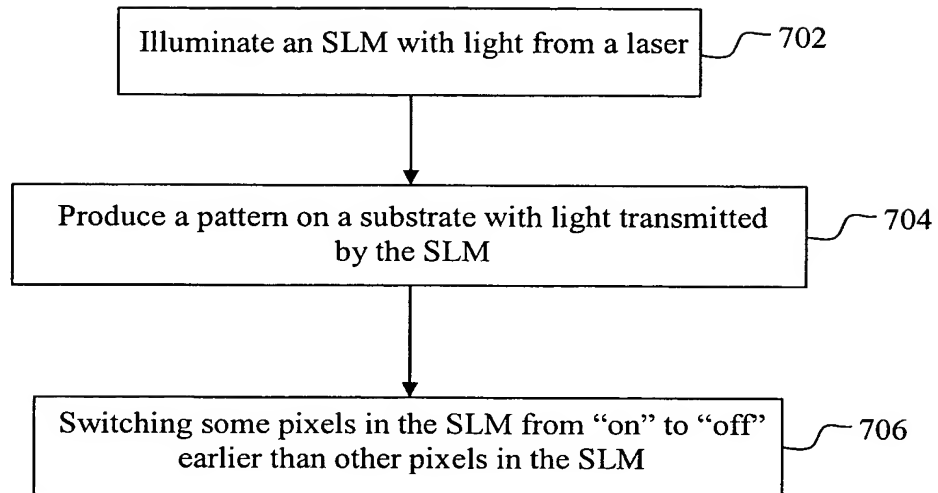 Illuminate an SLM with light from a laser
702
Produce a pattern on a substrate with light transmitted
by the SLM
704
Switching some pixels in the SLM from “on” to “off”
earlier than other pixels in the SLM
706